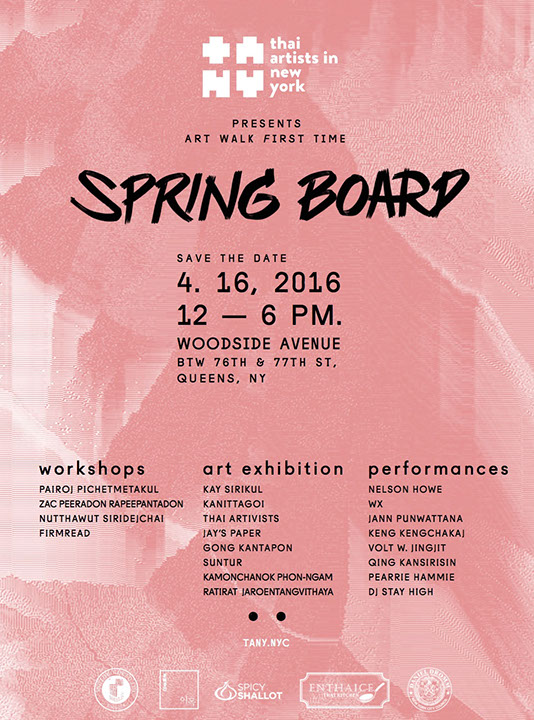 thai
artists in
new
york
PRESENTS
ART WALK FIRST TIME
SPRING BOARD
SAVE THE DATE
4. 16, 2016
12 — 6 PM.
WOODSIDE AVENUE
BTW 76TH & 77TH ST,
QUEENS, NY
workshops
PAIROJ PICHETMETAKUL
ZAC PEERADON RAPEEPANTADON
NUTTHAWUT SIRIDEJCHAI
FIRMREAD
art exhibition
KAY SIRIKUL
KANITTAGOI
THAI ARTIVISTS
JAY'S PAPER
GONG KANTAPON
SUNTUR
KAMONCHANOK PHON-NGAM
RATIRAT JAROENTANGVITHAYA
performances
NELSON HOWE
WX
JANN PUNWATTANA
KENG KENGCHAKAJ
VOLT W. JINGJIT
QING KANSIRISIN
PEARRIE HAMMIE
DJ STAY HIGH
TANY.NYC
SPICY
SHALLOT
ENTHAICE
THAI KITCHEN